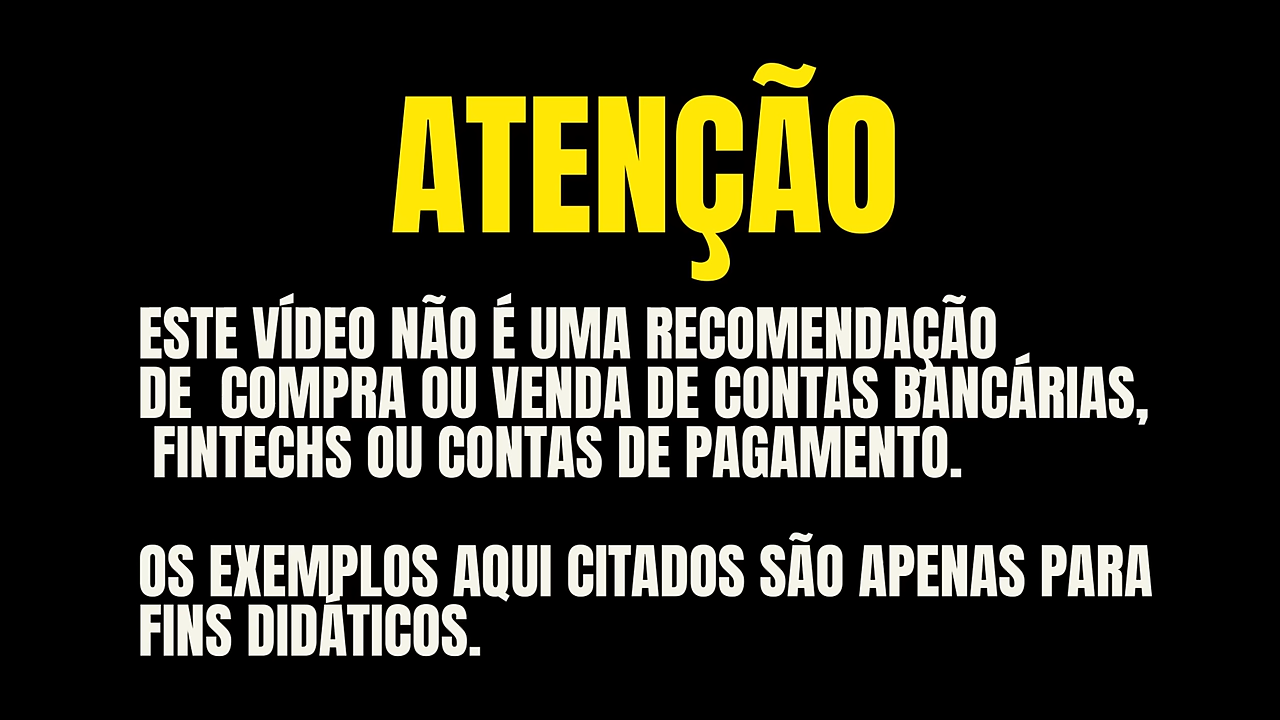 ATENÇÃO
ESTE VÍDEO NÃO É UMA RECOMENDAÇÃO
DE COMPRA OU VENDA DE CONTAS BANCÁRIAS,
FINTECHS OU CONTAS DE PAGAMENTO.
OS EXEMPLOS AQUI CITADOS SÃO APENAS PARA
FINS DIDÁTICOS.